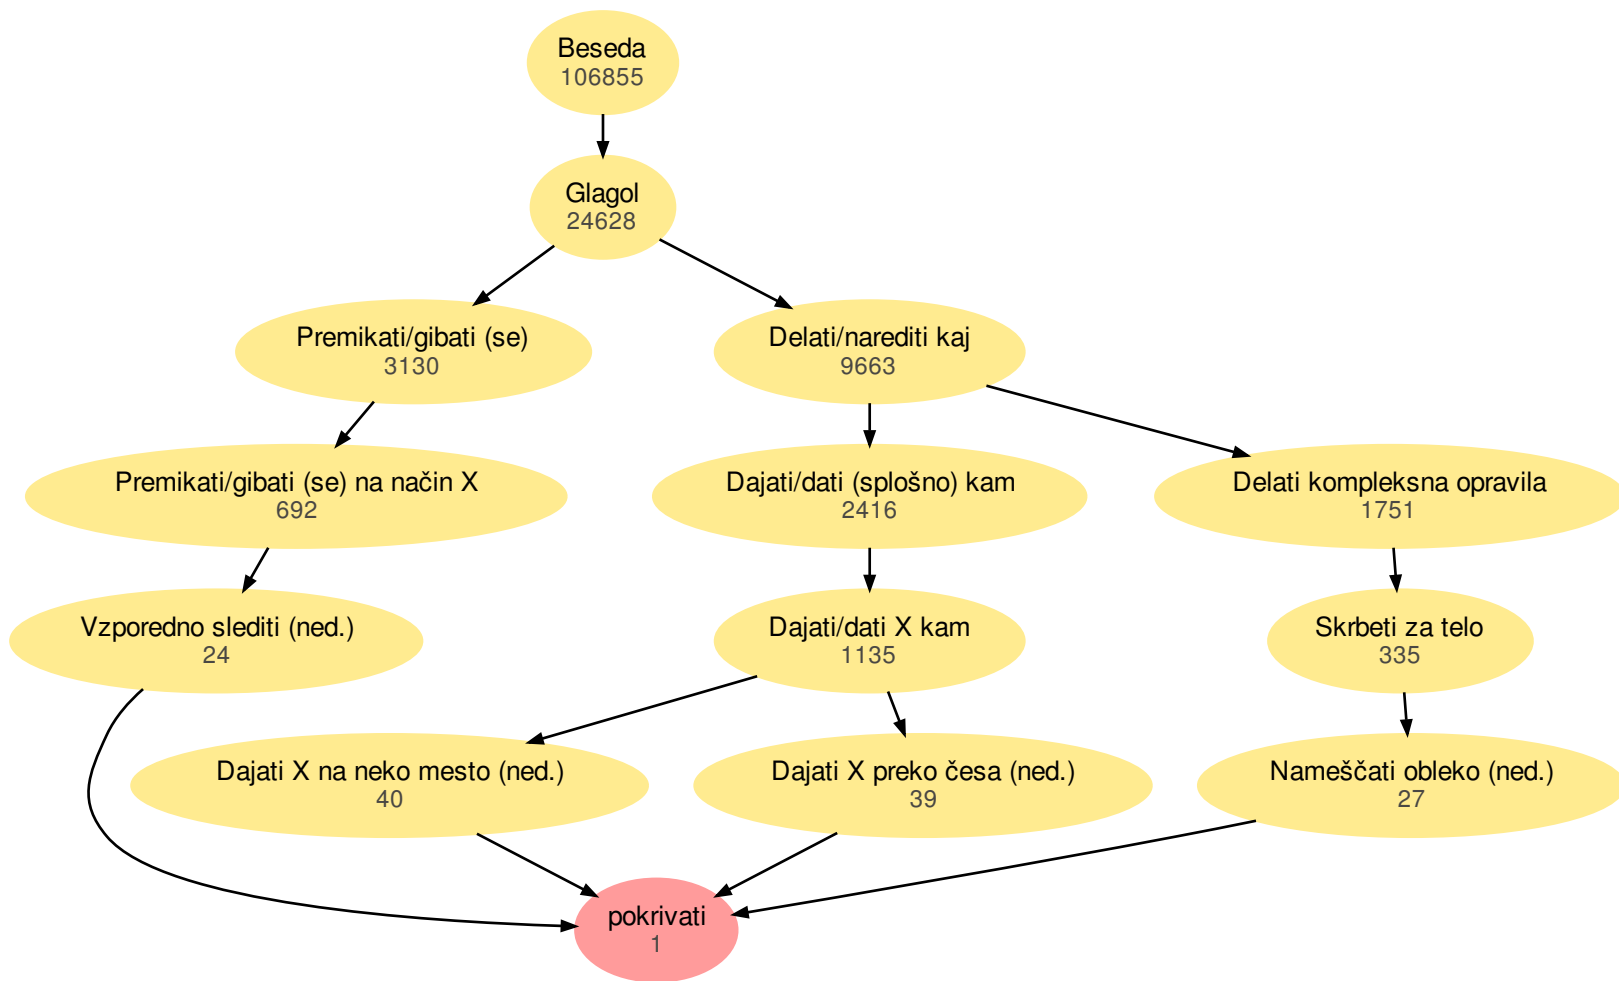 Beseda
106855
Glagol
24628
Premikati/gibati (se)
3130
Delati/narediti kaj
9663
Premikati/gibati (se) na način X
692
Dajati/dati (splošno) kam
2416
Delati kompleksna opravila
1751
Vzporedno slediti (ned.)
24
Dajati/dati X kam
1135
Skrbeti za telo
335
Dajati X na neko mesto (ned.)
40
Dajati X preko česa (ned.)
39
Nameščati obleko (ned.)
27
pokrivati
1